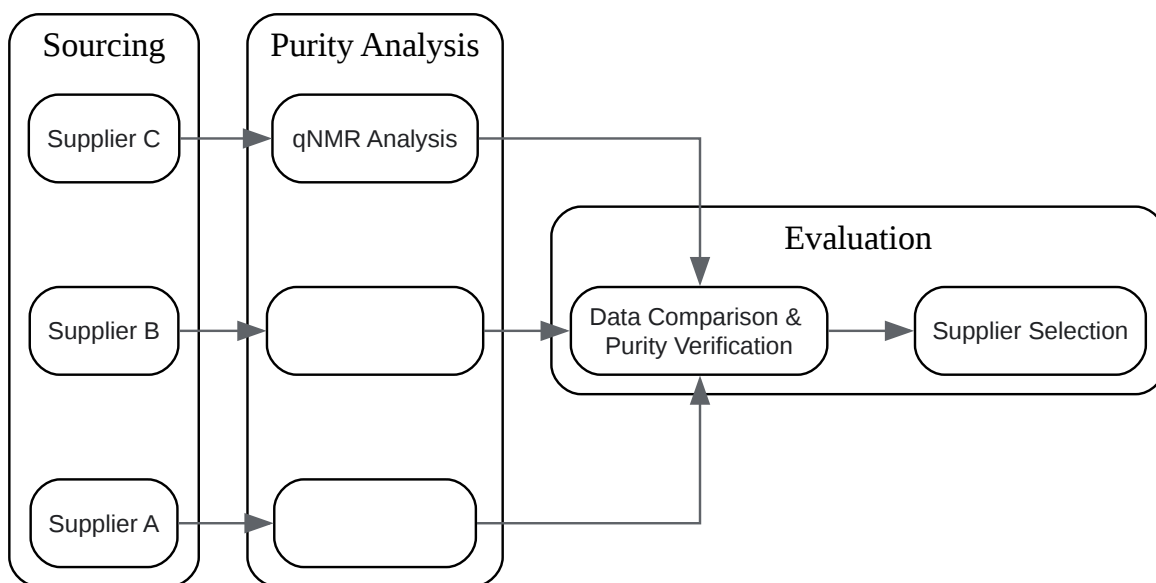 Sourcing
Purity Analysis
Supplier C
qNMR Analysis
Evaluation
Supplier B
Data Comparison &
Purity Verification
Supplier Selection
Supplier A